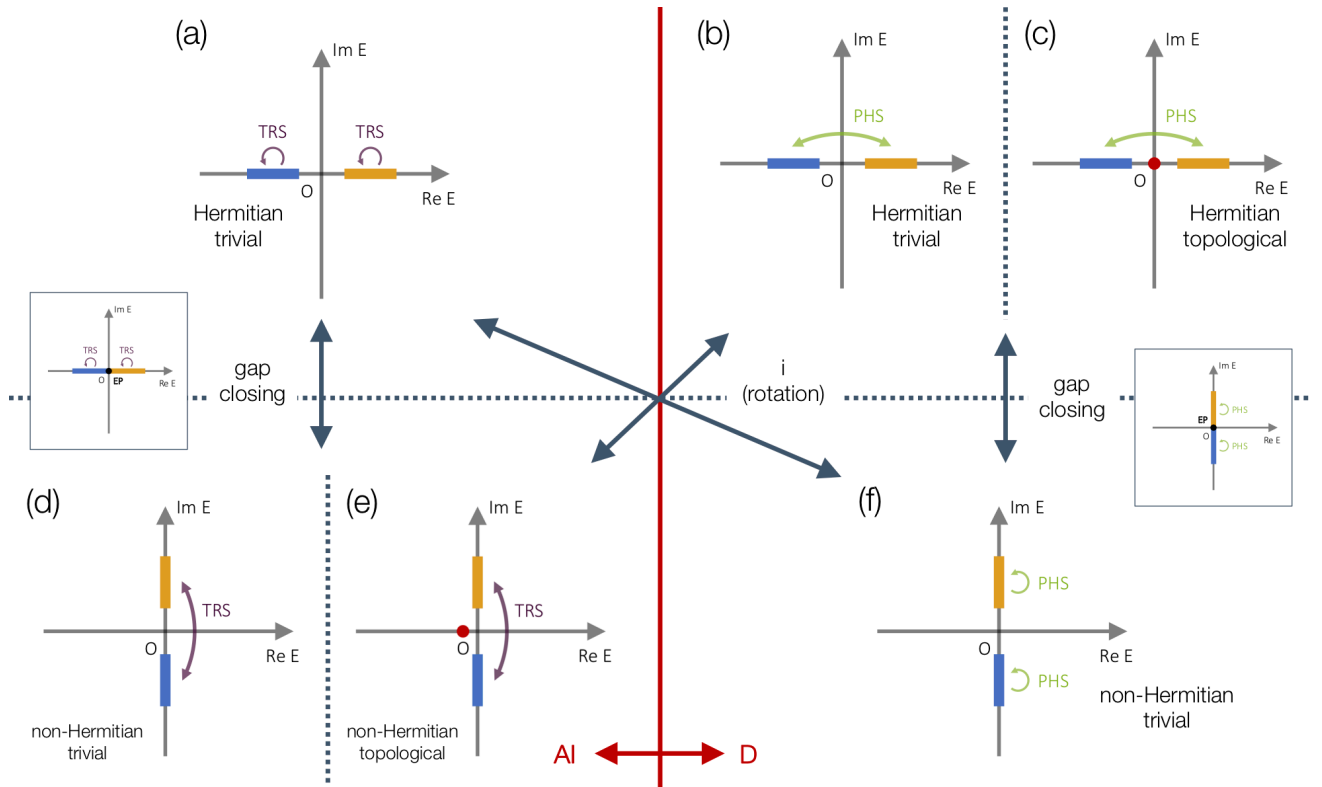 (a)
Im E
TRS
TRS
O
Re E
Hermitian
trivial
(b)
Im E
PHS
O
Re E
Hermitian
trivial
(c)
Im E
PHS
O
Re E
Hermitian
topological
Im E
TRS
TRS
O
EP
Re E
gap
closing
i
(rotation)
gap
closing
Im E
PHS
EP
O
Re E
PHS
(d)
Im E
TRS
O
Re E
non-Hermitian
trivial
(e)
Im E
TRS
O
Re E
non-Hermitian
topological
(f)
Im E
PHS
O
Re E
PHS
non-Hermitian
trivial
AI
D